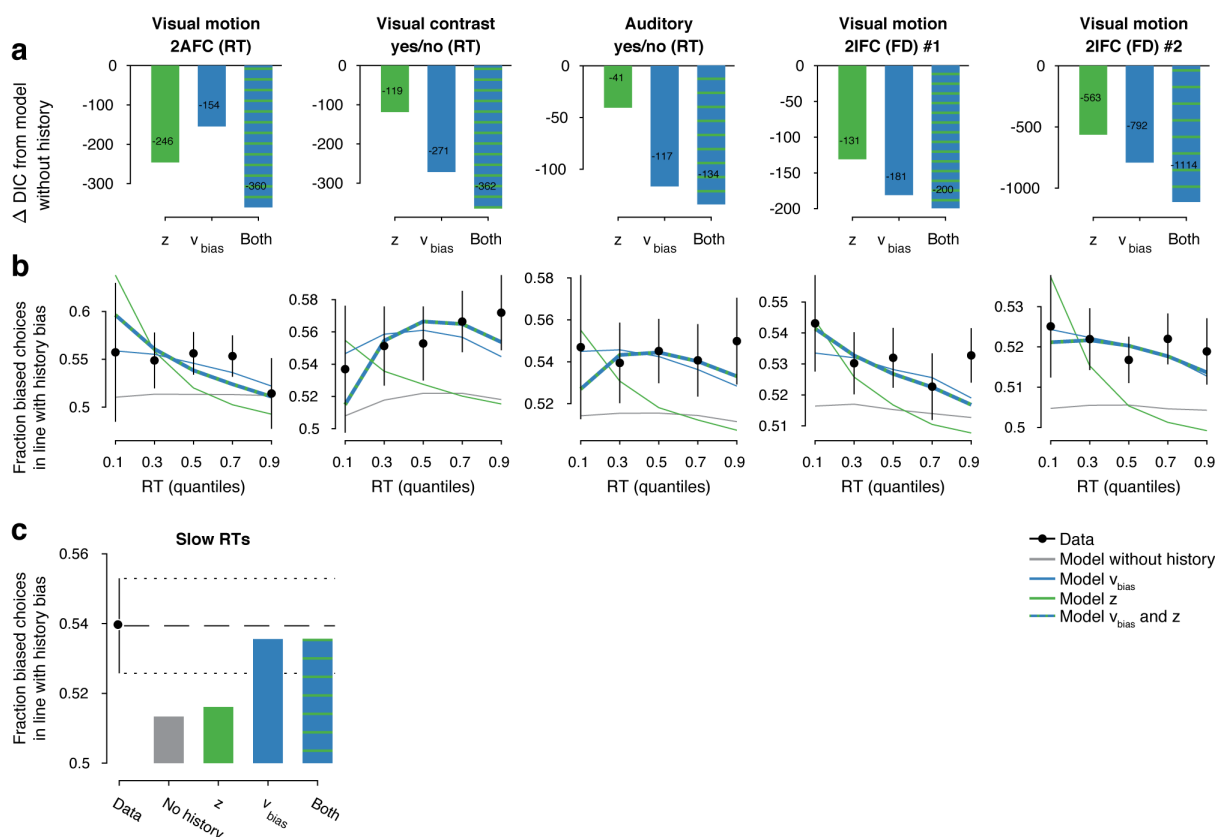 a
Visual motion
2AFC (RT)
Visual contrast
yes/no (RT)
Auditory
yes/no (RT)
Visual motion
2IFC (FD) #1
Visual motion
2IFC (FD) #2
Δ DIC from model
without history
0
-100
-200
-300
-246
-154
-360
z
v bias
Both
0
-100
-200
-300
-119
-271
-362
z
v bias
Both
0
-50
-100
-41
-117
-134
z
v bias
Both
0
-50
-100
-150
-200
-131
-181
-200
z
v bias
Both
0
-500
-1000
-563
-792
-1114
z
v bias
Both
b
Fraction biased choices
in line with history bias
0.6
0.55
0.5
0.1 0.3 0.5 0.7 0.9
RT (quantiles)
0.56
0.54
0.52
0.5
0.1 0.3 0.5 0.7 0.9
RT (quantiles)
0.58
0.56
0.54
0.52
0.1 0.3 0.5 0.7 0.9
RT (quantiles)
0.55
0.54
0.53
0.52
0.51
0.1 0.3 0.5 0.7 0.9
RT (quantiles)
0.53
0.52
0.51
0.5
0.1 0.3 0.5 0.7 0.9
RT (quantiles)
c
Slow RTs
Fraction biased choices
in line with history bias
0.56
0.54
0.52
0.5
Data
No history
z
v bias
Both
Data
Model without history
Model v bias
Model z
Model v bias and z